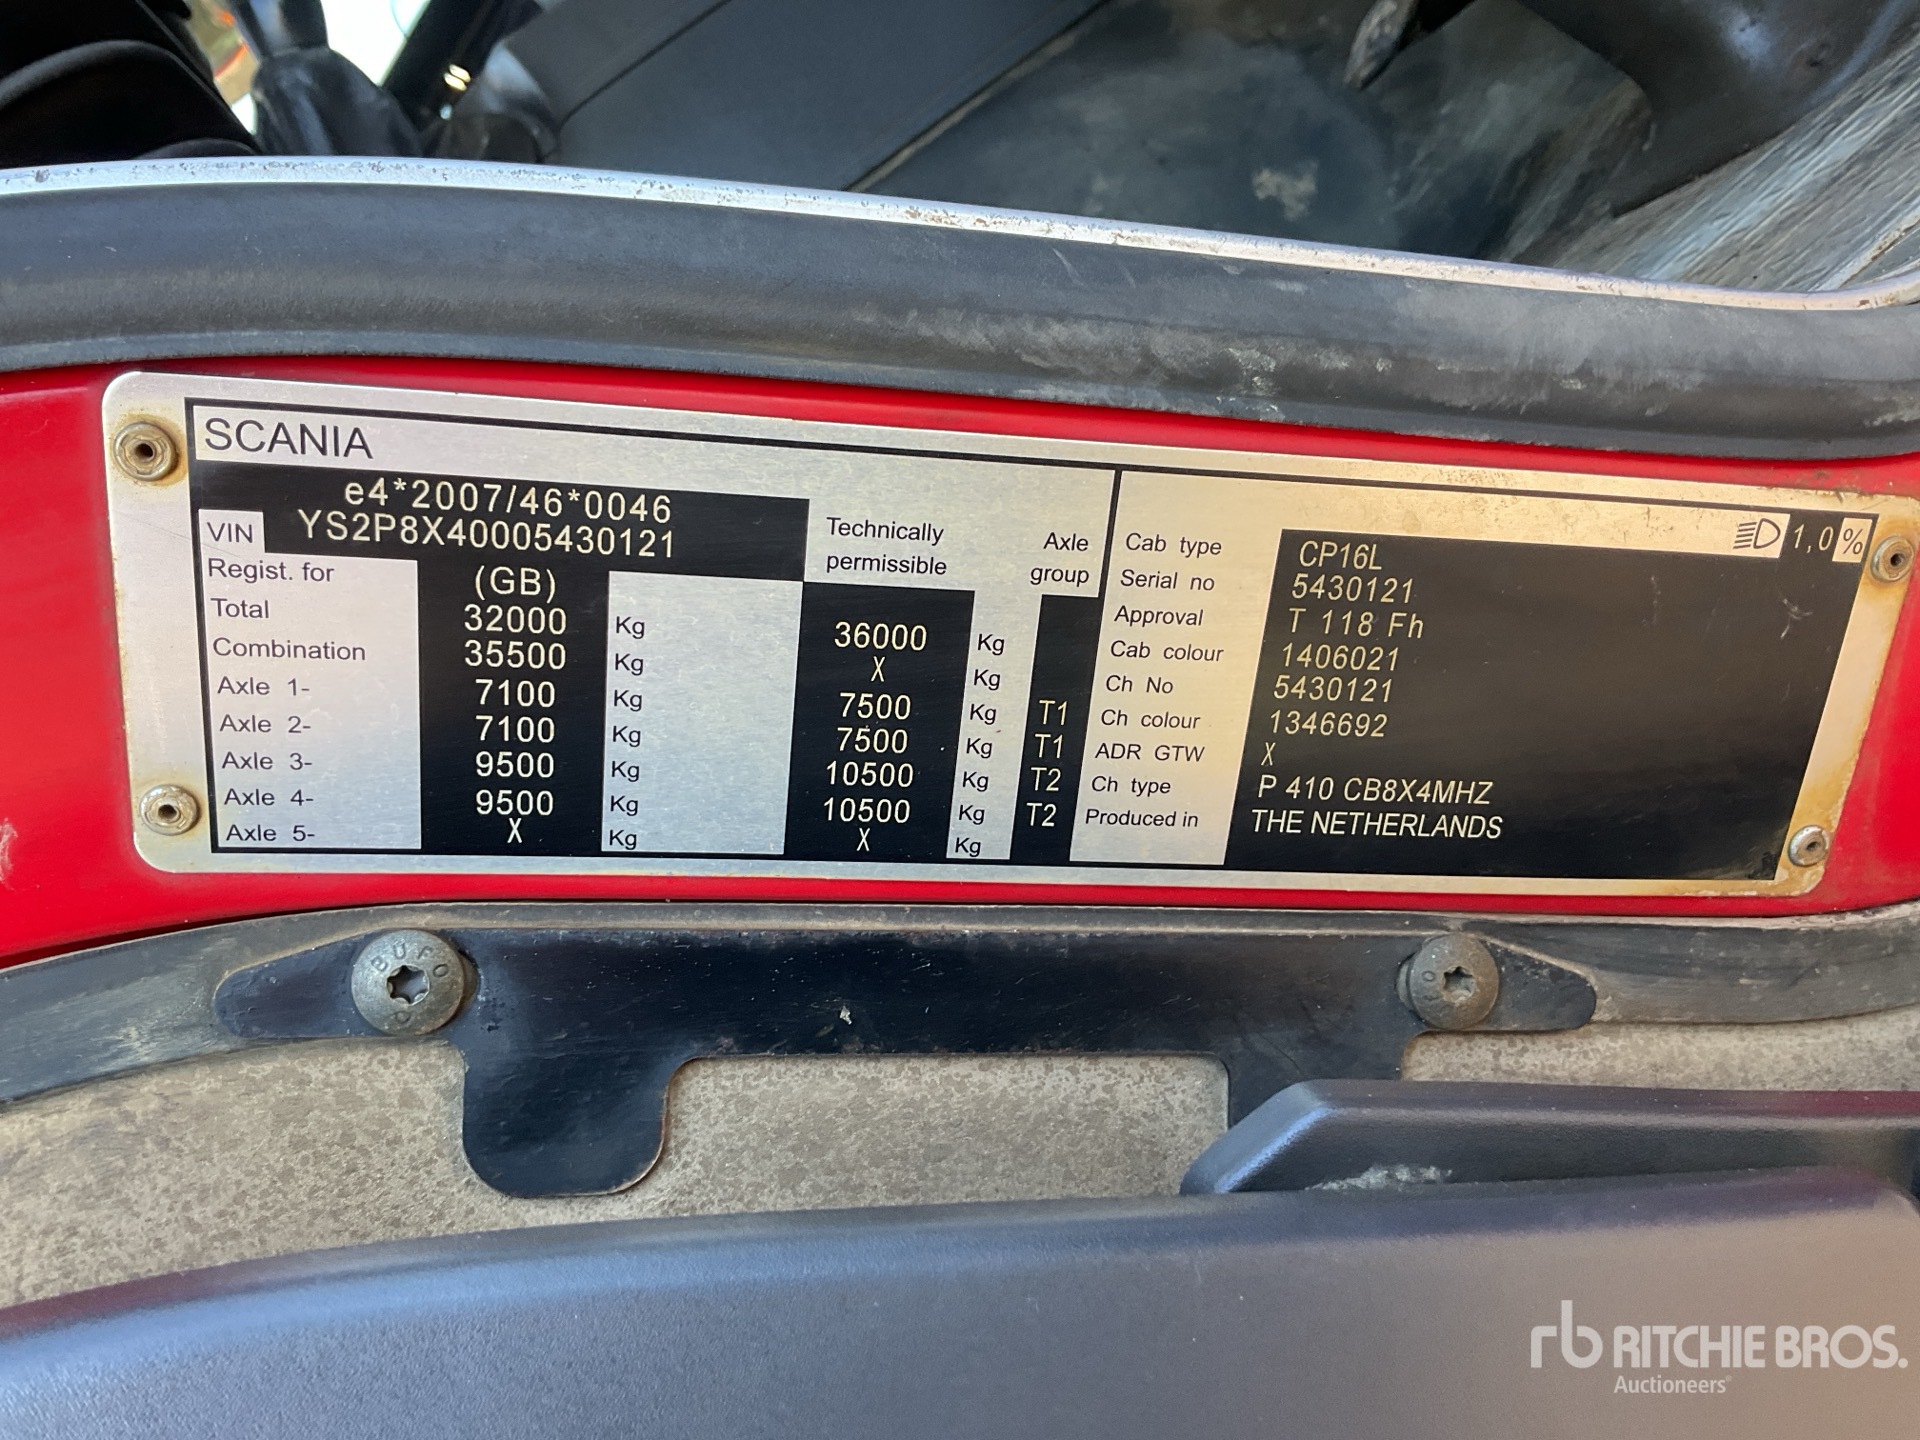 SCANIA
e4*2007/46*0046
VIN YS2P8X40005430121
Technically permissible
Axle group
Regist. for (GB)
Total 32000 Kg 36000 Kg
Combination 35500 Kg X Kg
Axle 1- 7100 Kg 7500 Kg T1
Axle 2- 7100 Kg 7500 Kg T1
Axle 3- 9500 Kg 10500 Kg T2
Axle 4- 9500 Kg 10500 Kg T2
Axle 5- X Kg X Kg
1,0 %
Cab type CP16L
Serial no 5430121
Approval T 118 Fh
Cab colour 1406021
Ch No 5430121
Ch colour 1346692
ADR GTW X
Ch type P 410 CB8X4MHZ
Produced in THE NETHERLANDS
BUFO
10
rb RITCHIE BROS.
Auctioneers